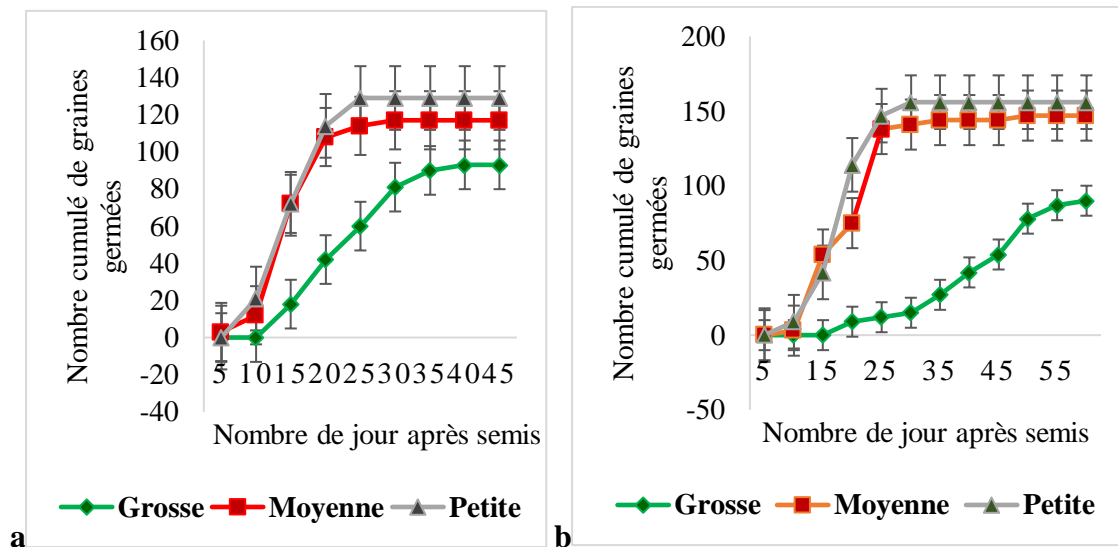 160
140
120
100
80
60
40
20
0
-20
-40
Nombre cumulé de graines
germées
5 10 15 20 25 30 35 40 45
Nombre de jour après semis
Grosse Moyenne Petite
a
200
150
100
50
0
-50
Nombre cumulé de graines
germées
5 15 25 35 45 55
Nombre de jour après semis
Grosse Moyenne Petite
b